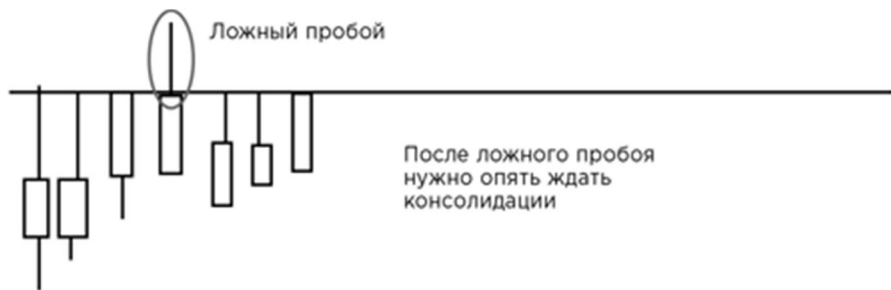 Ложный пробой
После ложного пробоя
нужно опять ждать
консолидации